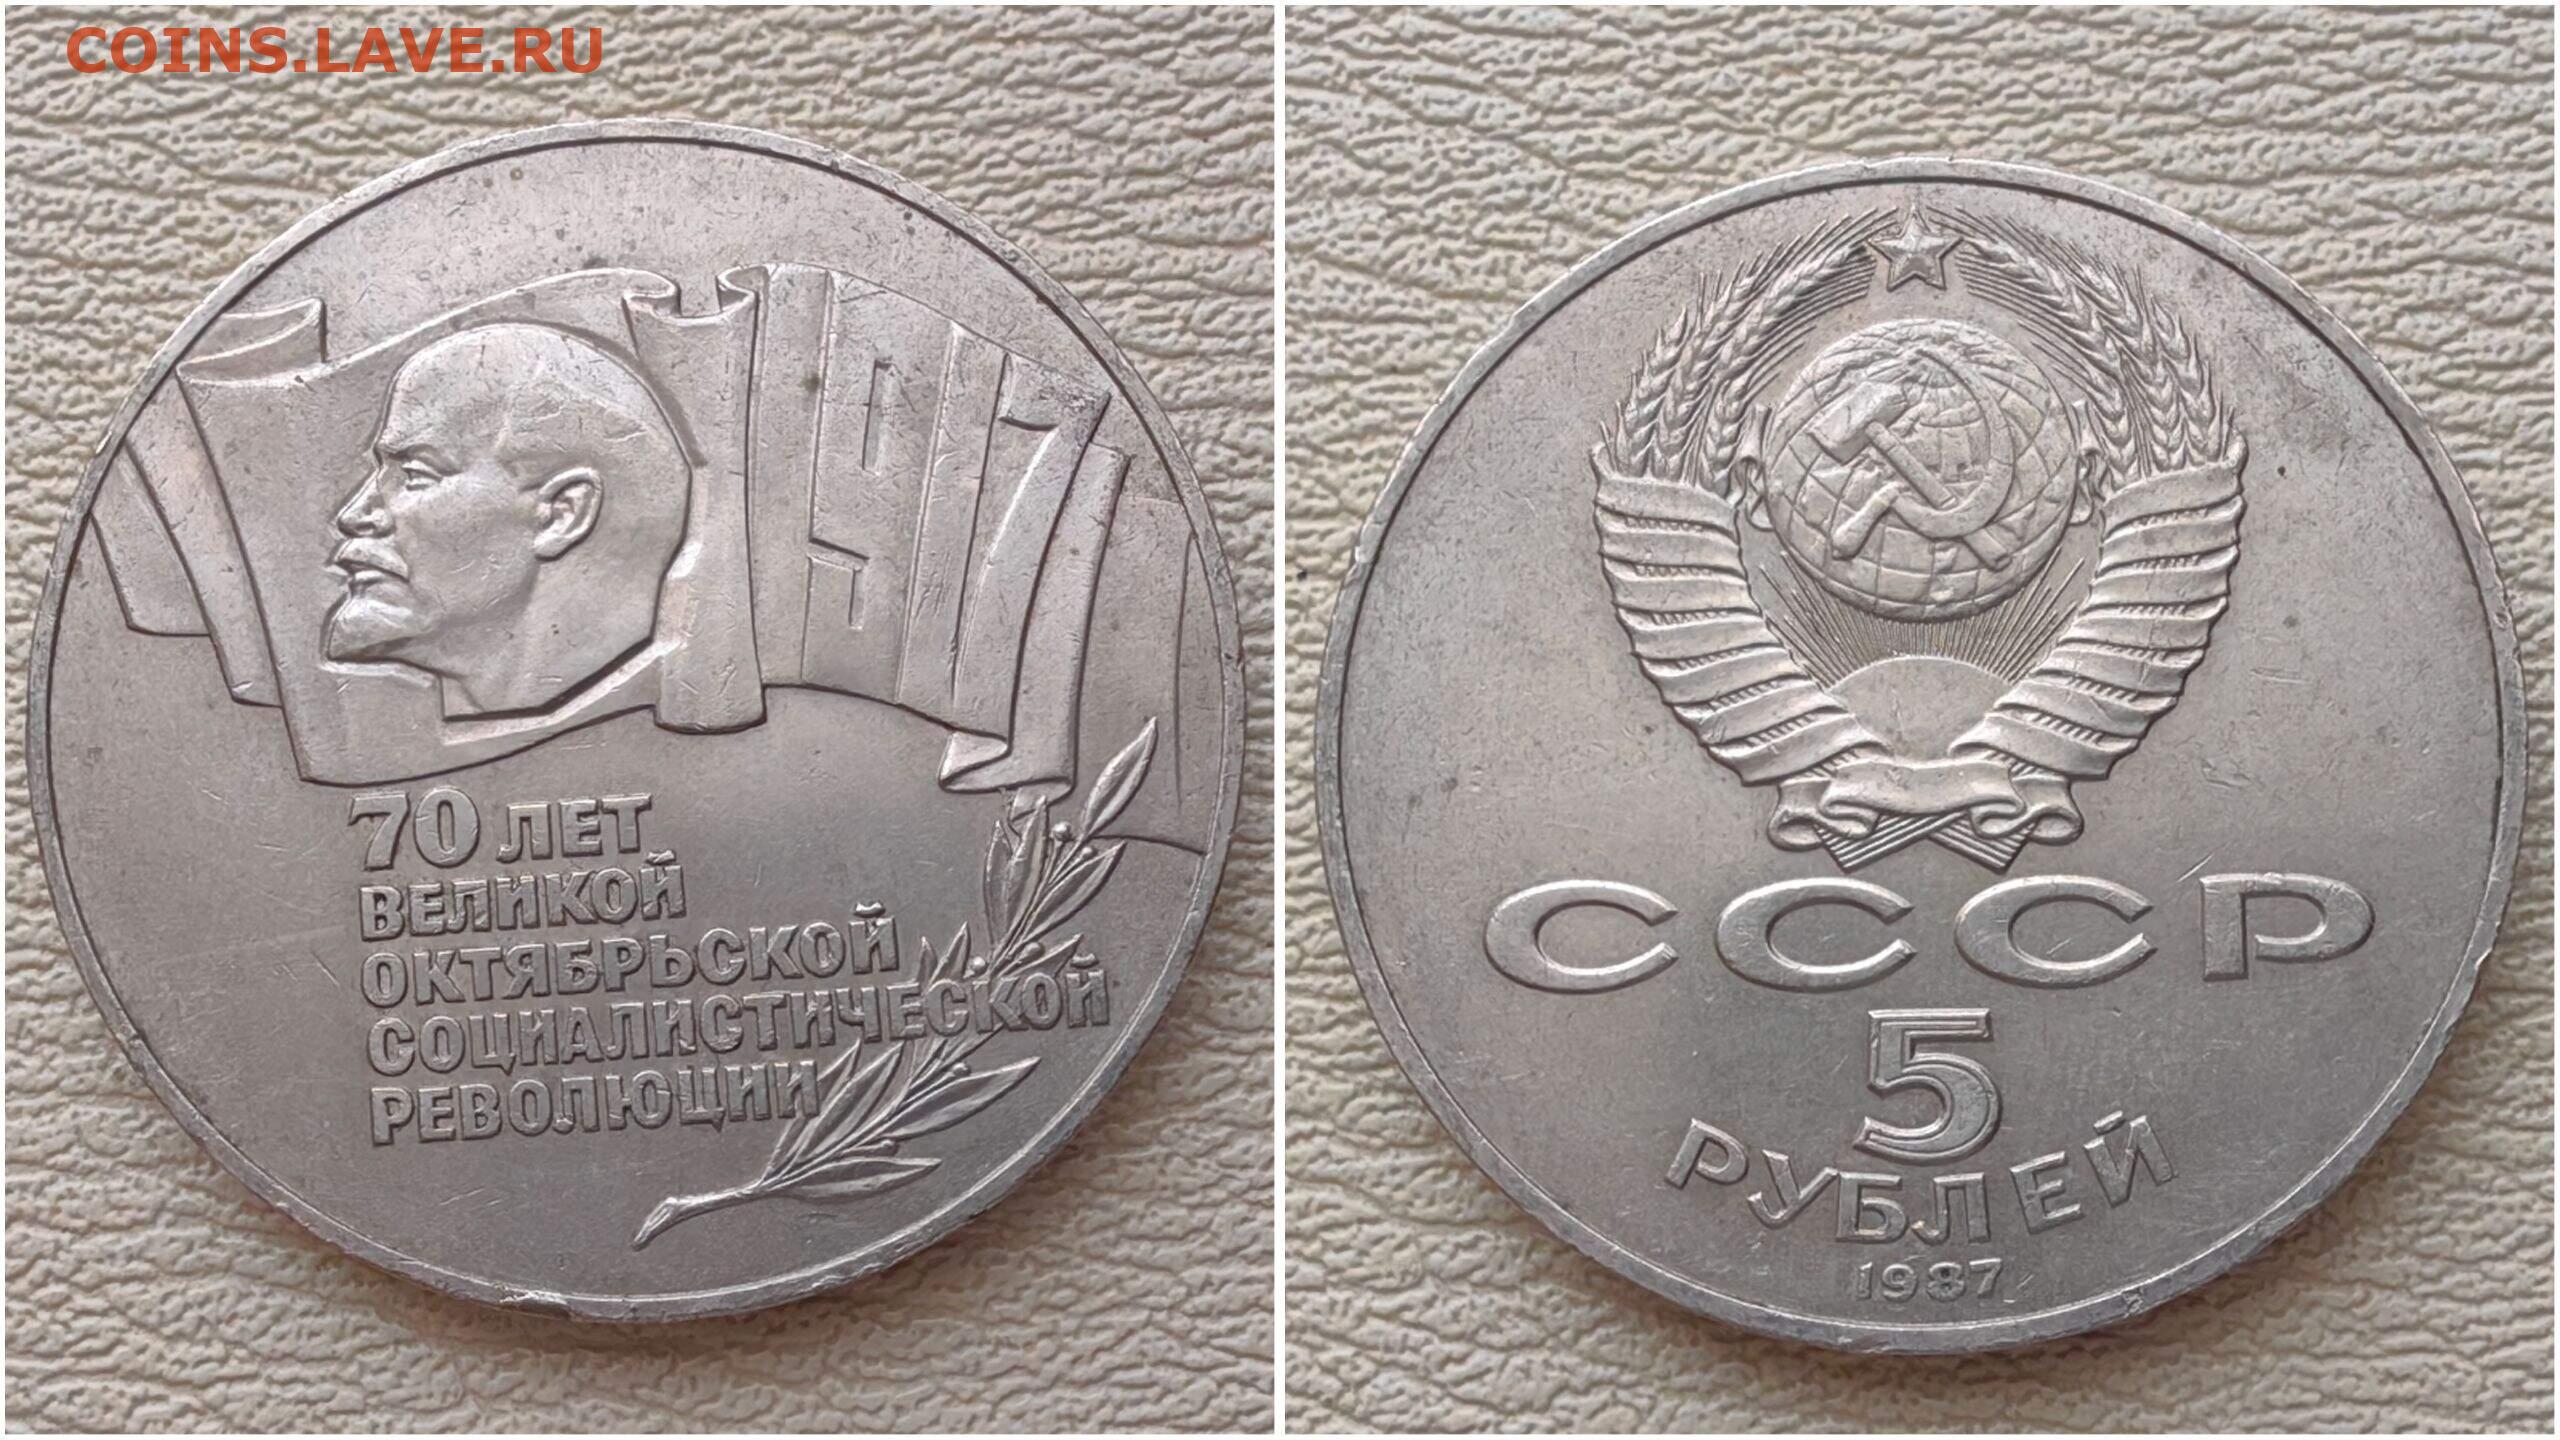 COINS.LAVE.RU
1917
70 ЛЕТ
ВЕЛИКОЙ
ОКТЯБРЬСКОЙ
СОЦИАЛИСТИЧЕСКОЙ
РЕВОЛЮЦИИ
СССР
5
РУБЛЕЙ
1987